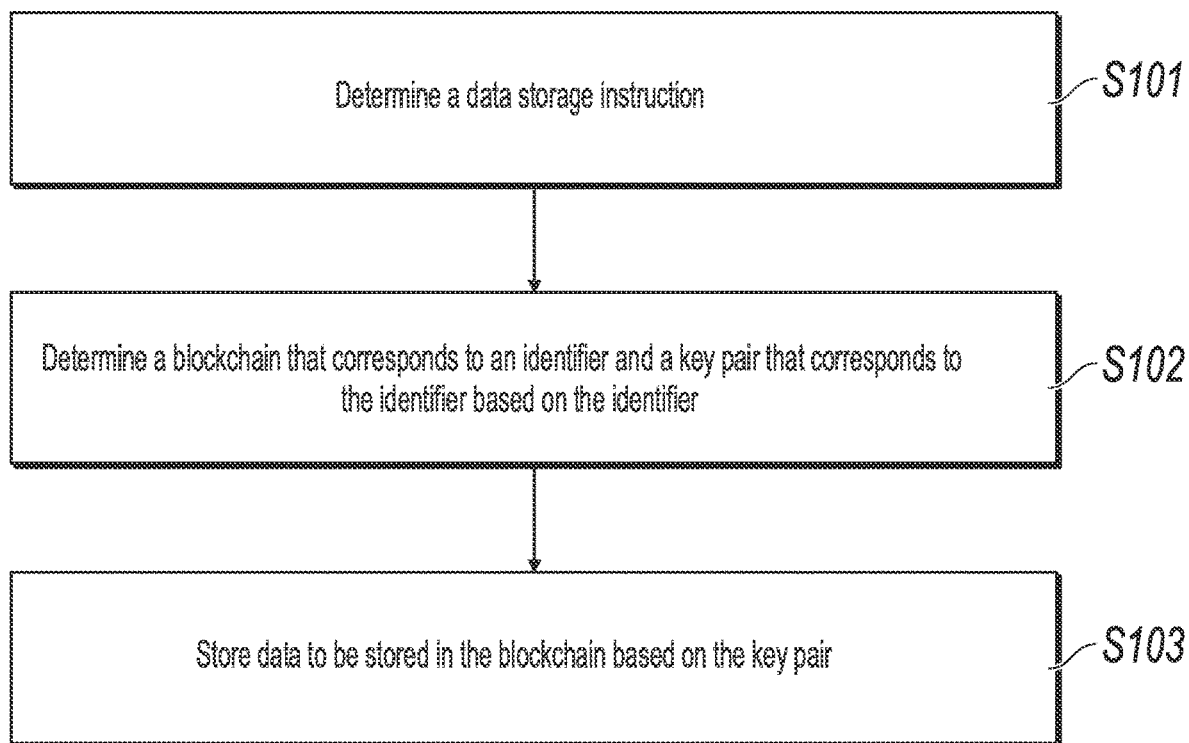 Determine a data storage instruction
S101
Determine a blockchain that corresponds to an identifier and a key pair that corresponds to
the identifier based on the identifier
S102
Store data to be stored in the blockchain based on the key pair
S103